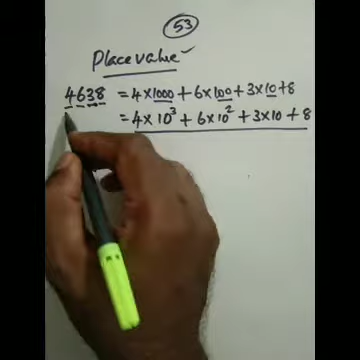 53
Place value
4638 = 4×1000 + 6×100 + 3×10 + 8
= 4×10³ + 6×10² + 3×10 + 8